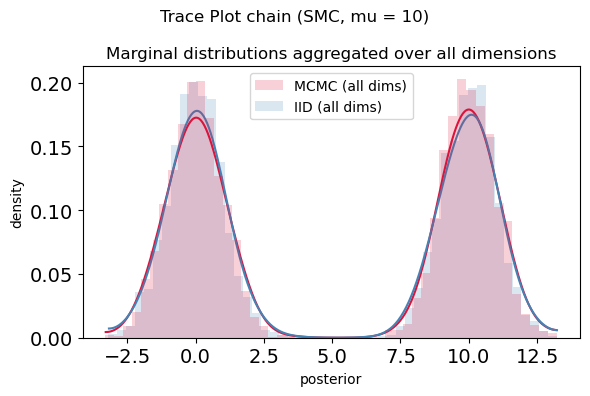 Trace Plot chain (SMC, mu = 10)
Marginal distributions aggregated over all dimensions
MCMC (all dims)
IID (all dims)
density
0.20
0.15
0.10
0.05
0.00
−2.5 0.0 2.5 5.0 7.5 10.0 12.5
posterior